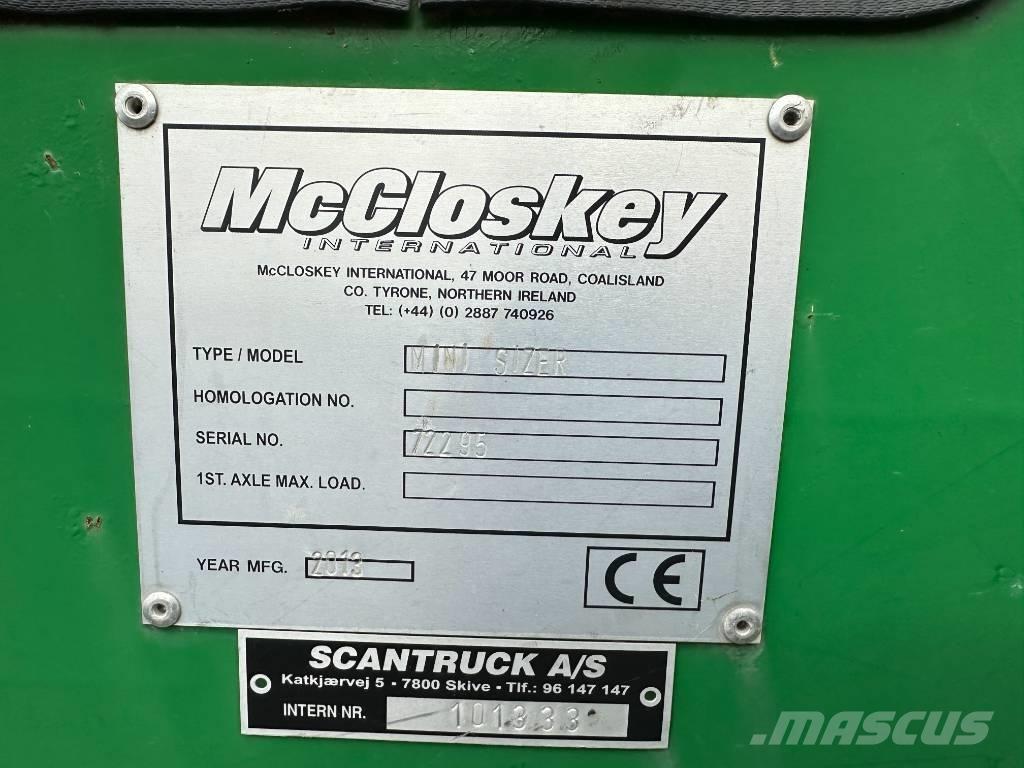 McCloskey
INTERNATIONAL
McCLOSKEY INTERNATIONAL, 47 MOOR ROAD, COALISLAND
CO. TYRONE, NORTHERN IRELAND
TEL: (+44) (0) 2887 740926
TYPE / MODEL MINI SIZER
HOMOLOGATION NO.
SERIAL NO. 72295
1ST. AXLE MAX. LOAD.
YEAR MFG. 2013 CE
SCANTRUCK A/S
Katkjærvej 5 - 7800 Skive - Tlf.: 96 147 147
INTERN NR. 101333
MASCUS